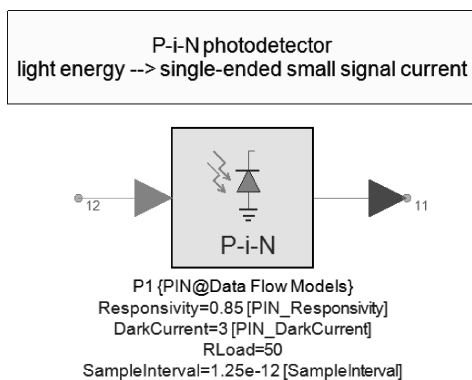 P-i-N photodetector
light energy --> single-ended small signal current
12
11
P-i-N
P1 {PIN@Data Flow Models}
Responsivity=0.85 [PIN_Responsivity]
DarkCurrent=3 [PIN_DarkCurrent]
RLoad=50
SampleInterval=1.25e-12 [SampleInterval]